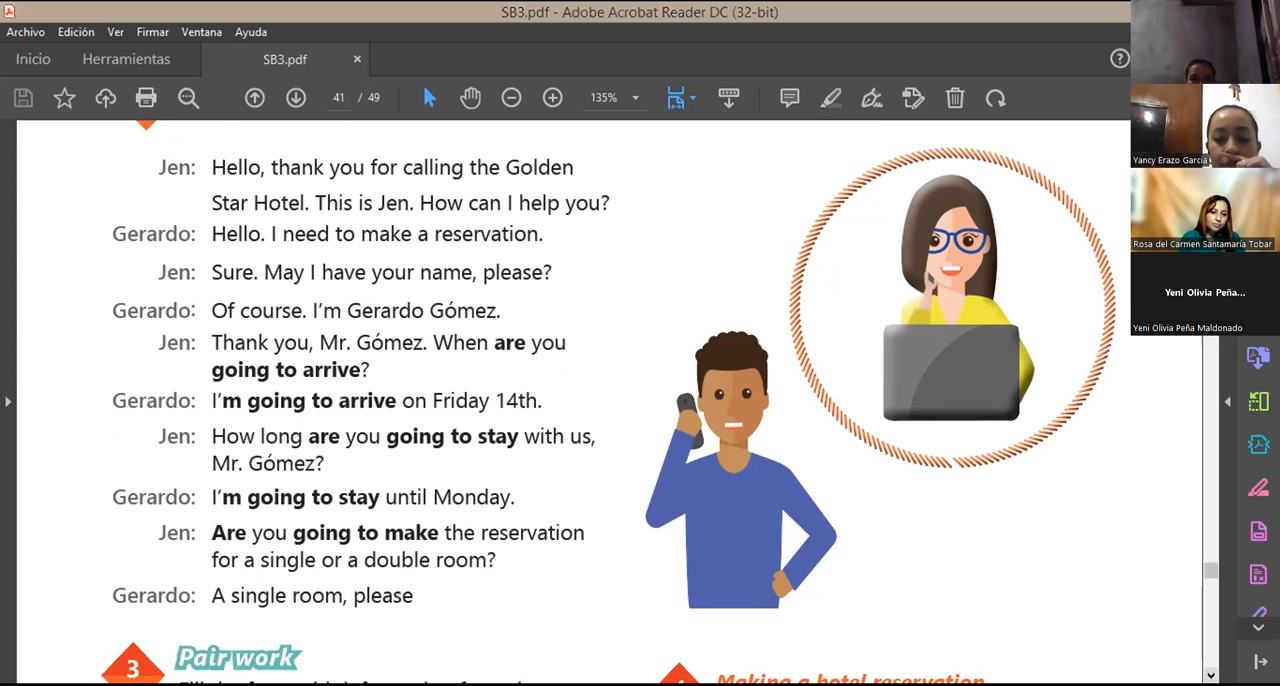 SB3.pdf - Adobe Acrobat Reader DC (32-bit)
Archivo Edición Ver Firmar Ventana Ayuda
Inicio Herramientas SB3.pdf ×
41 / 49 135%
Jen: Hello, thank you for calling the Golden
Star Hotel. This is Jen. How can I help you?
Gerardo: Hello. I need to make a reservation.
Jen: Sure. May I have your name, please?
Gerardo: Of course. I'm Gerardo Gómez.
Jen: Thank you, Mr. Gómez. When are you
going to arrive?
Gerardo: I'm going to arrive on Friday 14th.
Jen: How long are you going to stay with us,
Mr. Gómez?
Gerardo: I'm going to stay until Monday.
Jen: Are you going to make the reservation
for a single or a double room?
Gerardo: A single room, please
3 Pair work
Making a hotel reservation
Yancy Erazo Garcia
Rosa del Carmen Santamaría Tobar
Yeni Olivia Peña...
Yeni Olivia Peña Maldonado